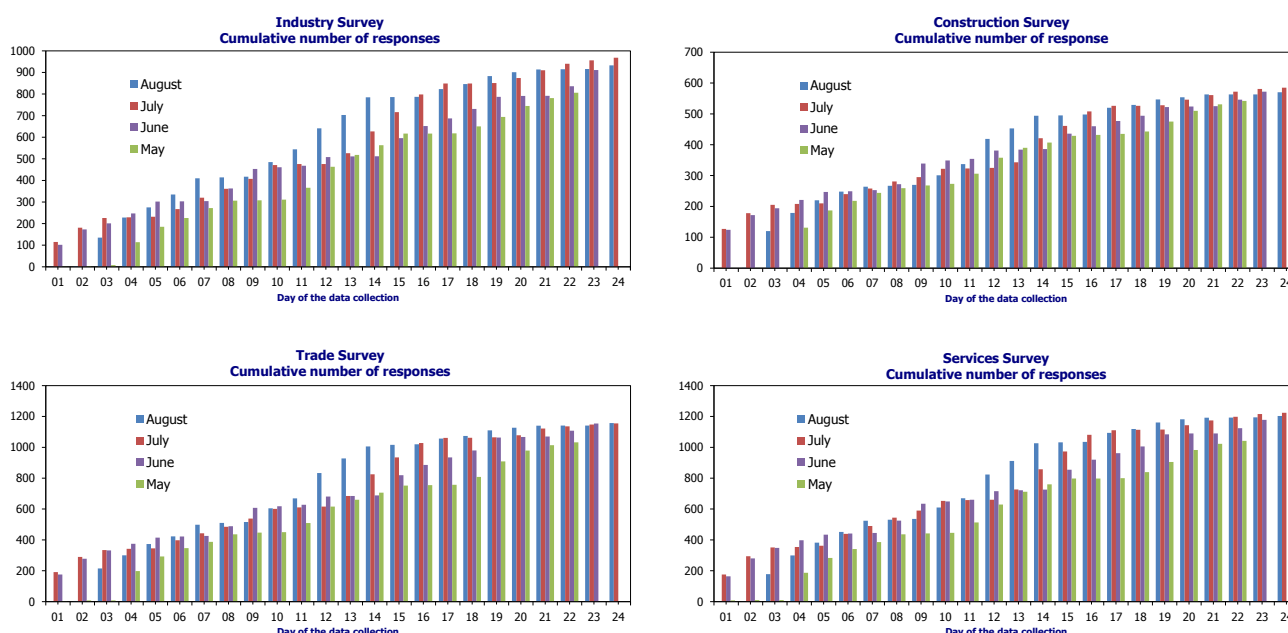 Industry Survey
Cumulative number of responses
1000
900
800
700
600
500
400
300
200
100
0
August
July
June
May
01 02 03 04 05 06 07 08 09 10 11 12 13 14 15 16 17 18 19 20 21 22 23 24
Day of the data collection
Construction Survey
Cumulative number of response
700
600
500
400
300
200
100
0
August
July
June
May
01 02 03 04 05 06 07 08 09 10 11 12 13 14 15 16 17 18 19 20 21 22 23 24
Day of the data collection
Trade Survey
Cumulative number of responses
1400
1200
1000
800
600
400
200
0
August
July
June
May
01 02 03 04 05 06 07 08 09 10 11 12 13 14 15 16 17 18 19 20 21 22 23 24
Day of the data collection
Services Survey
Cumulative number of responses
1400
1200
1000
800
600
400
200
0
August
July
June
May
01 02 03 04 05 06 07 08 09 10 11 12 13 14 15 16 17 18 19 20 21 22 23 24
Day of the data collection